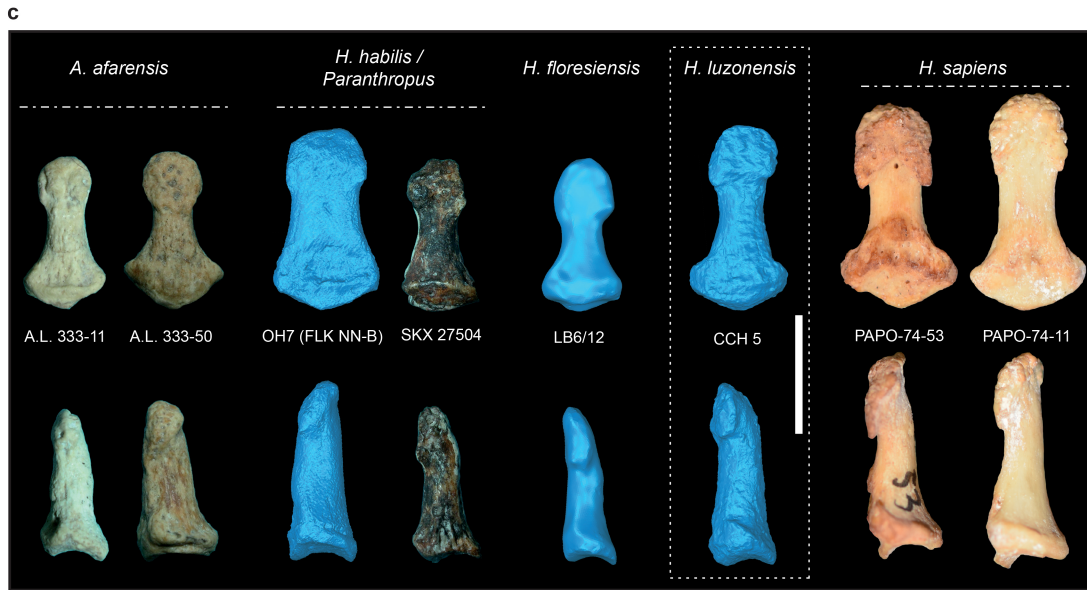 c
A. afarensis
H. habilis /
Paranthropus
H. floresiensis
H. luzonensis
H. sapiens
A.L. 333-11
A.L. 333-50
OH7 (FLK NN-B)
SKX 27504
LB6/12
CCH 5
PAPO-74-53
PAPO-74-11
53